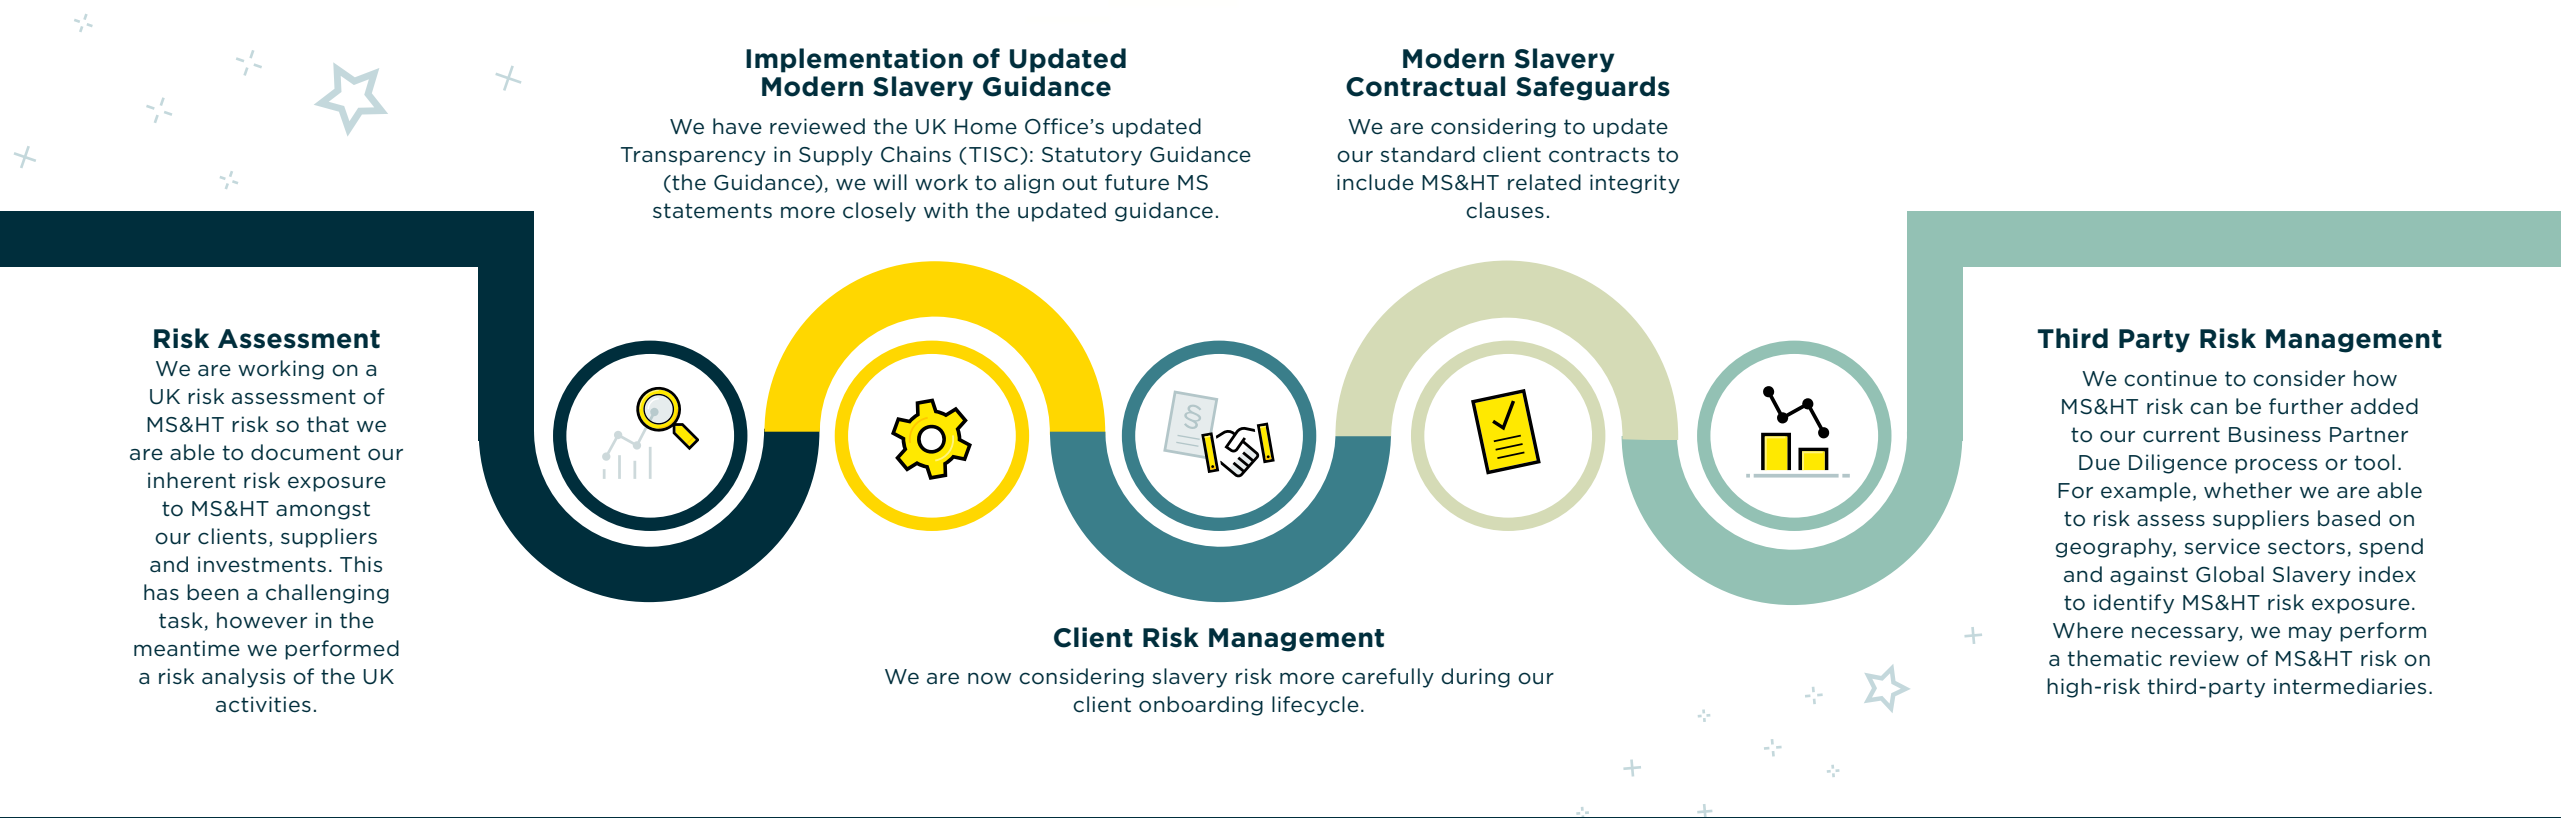 Risk Assessment
We are working on a
UK risk assessment of
MS&HT risk so that we
are able to document our
inherent risk exposure
to MS&HT amongst
our clients, suppliers
and investments. This
has been a challenging
task, however in the
meantime we performed
a risk analysis of the UK
activities.
Implementation of Updated
Modern Slavery Guidance
We have reviewed the UK Home Office’s updated
Transparency in Supply Chains (TISC): Statutory Guidance
(the Guidance), we will work to align out future MS
statements more closely with the updated guidance.
§
Client Risk Management
We are now considering slavery risk more carefully during our
client onboarding lifecycle.
Modern Slavery
Contractual Safeguards
We are considering to update
our standard client contracts to
include MS&HT related integrity
clauses.
Third Party Risk Management
We continue to consider how
MS&HT risk can be further added
to our current Business Partner
Due Diligence process or tool.
For example, whether we are able
to risk assess suppliers based on
geography, service sectors, spend
and against Global Slavery index
to identify MS&HT risk exposure.
Where necessary, we may perform
a thematic review of MS&HT risk on
high-risk third-party intermediaries.